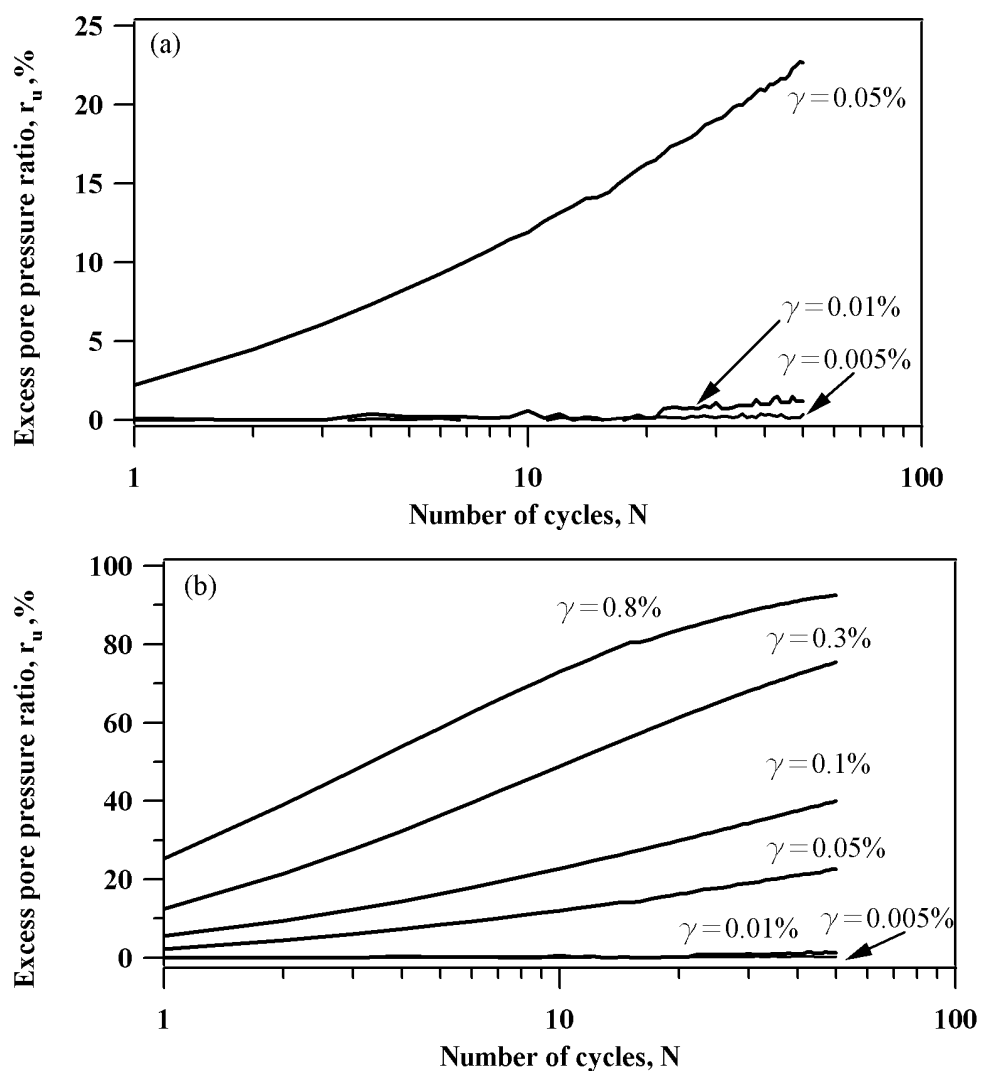 (a)
Excess pore pressure ratio, r_u ,%
25
20
15
10
5
0
γ=0.05%
γ=0.01%
γ=0.005%
1
10
100
Number of cycles, N
(b)
Excess pore pressure ratio, r_u ,%
100
80
60
40
20
0
γ=0.8%
γ=0.3%
γ=0.1%
γ=0.05%
γ=0.01%
γ=0.005%
1
10
100
Number of cycles, N